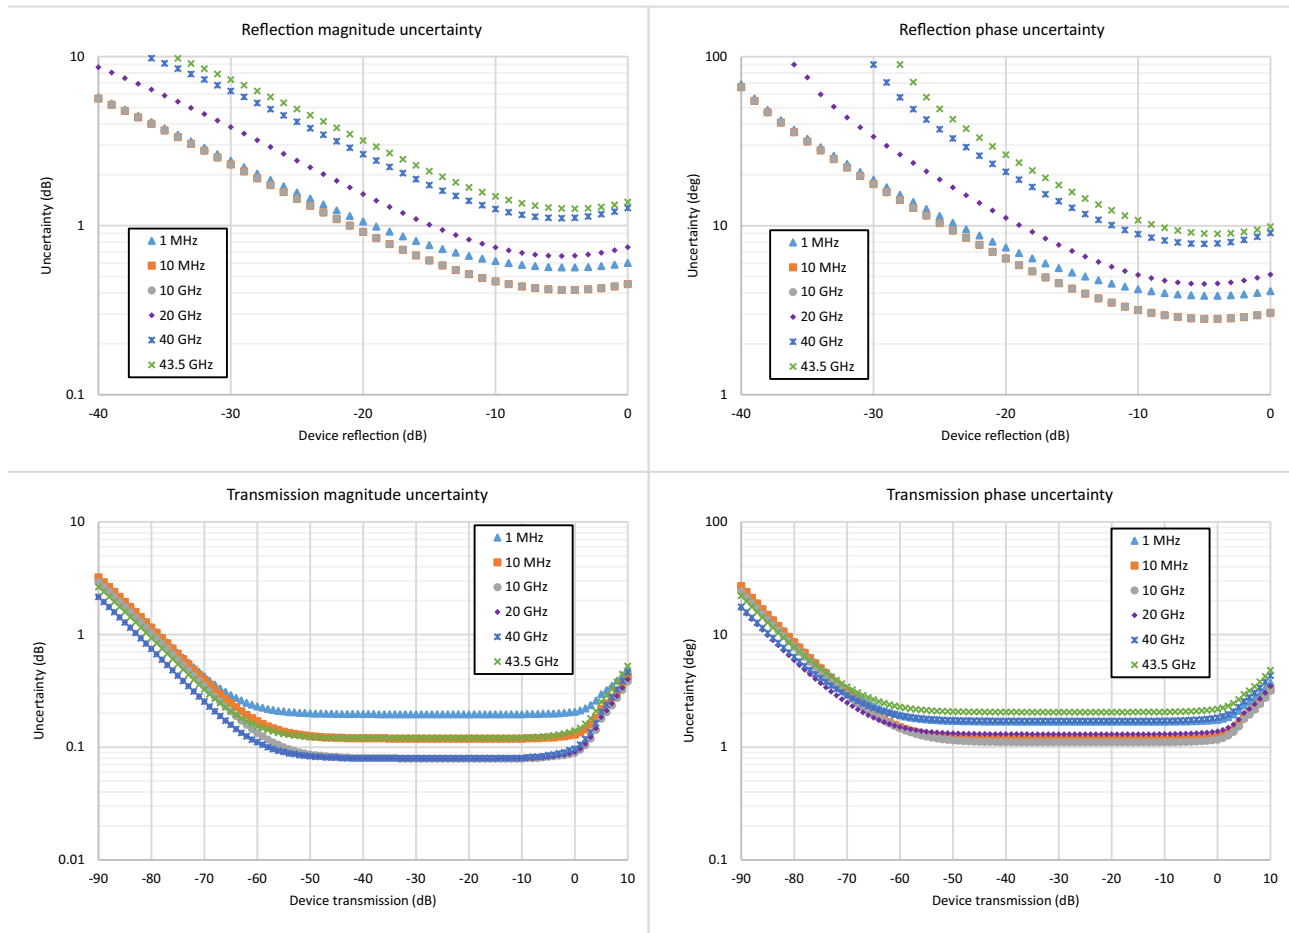 Reflection magnitude uncertainty
10
1
0.1
Uncertainty (dB)
1 MHz
10 MHz
10 GHz
20 GHz
40 GHz
43.5 GHz
-40 -30 -20 -10 0
Device reflection (dB)
Reflection phase uncertainty
100
10
1
Uncertainty (deg)
1 MHz
10 MHz
10 GHz
20 GHz
40 GHz
43.5 GHz
-40 -30 -20 -10 0
Device reflection (dB)
Transmission magnitude uncertainty
10
1
0.1
0.01
Uncertainty (dB)
1 MHz
10 MHz
10 GHz
20 GHz
40 GHz
43.5 GHz
-90 -80 -70 -60 -50 -40 -30 -20 -10 0 10
Device transmission (dB)
Transmission phase uncertainty
100
10
1
0.1
Uncertainty (deg)
1 MHz
10 MHz
10 GHz
20 GHz
40 GHz
43.5 GHz
-90 -80 -70 -60 -50 -40 -30 -20 -10 0 10
Device transmission (dB)